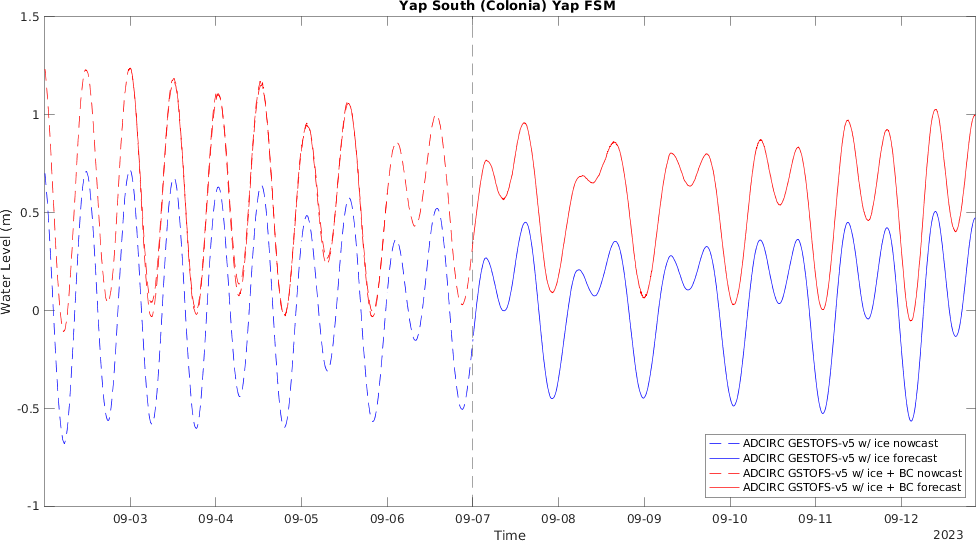 Yap South (Colonia) Yap FSM
Water Level (m)
1.5
1
0.5
0
-0.5
-1
ADCIRC GESTOFS-v5 w/ ice nowcast
ADCIRC GESTOFS-v5 w/ ice forecast
ADCIRC GSTOFS-v5 w/ ice + BC nowcast
ADCIRC GSTOFS-v5 w/ ice + BC forecast
09-03 09-04 09-05 09-06 09-07 09-08 09-09 09-10 09-11 09-12
Time
2023